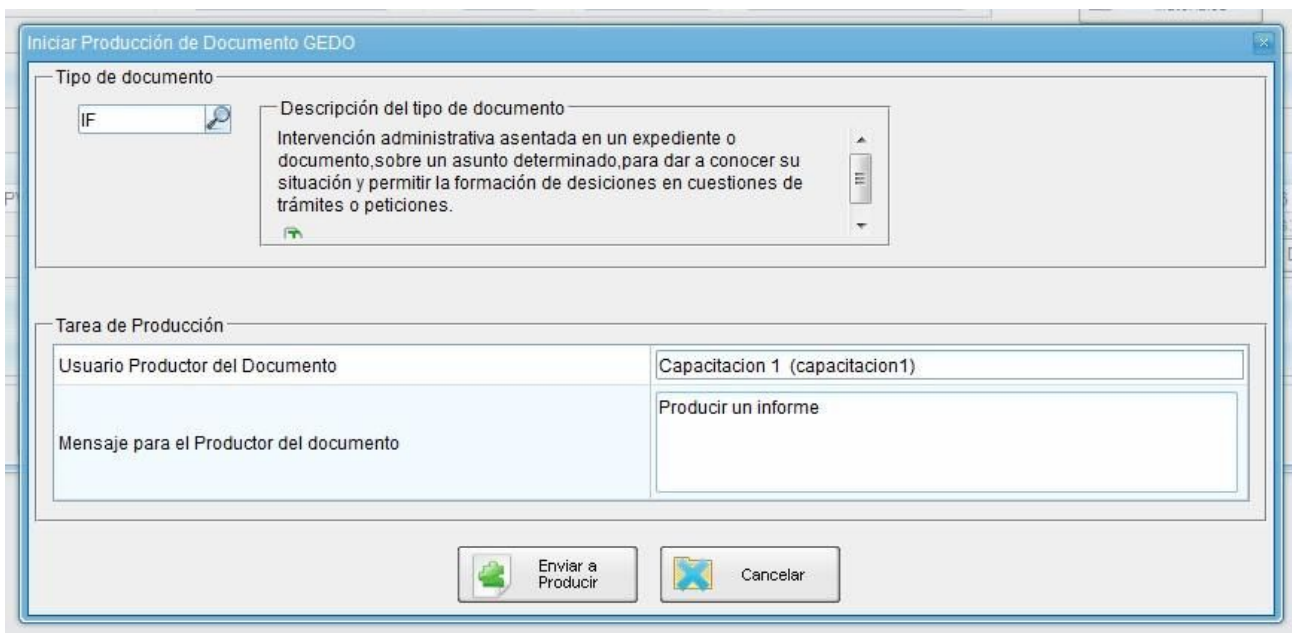 Iniciar Producción de Documento GEDO
Tipo de documento
IF
Descripción del tipo de documento
Intervención administrativa asentada en un expediente o
documento,sobre un asunto determinado,para dar a conocer su
situación y permitir la formación de desiciones en cuestiones de
trámites o peticiones.
Tarea de Producción
Usuario Productor del Documento
Capacitacion 1 (capacitacion1)
Mensaje para el Productor del documento
Producir un informe
Enviar a
Producir
Cancelar